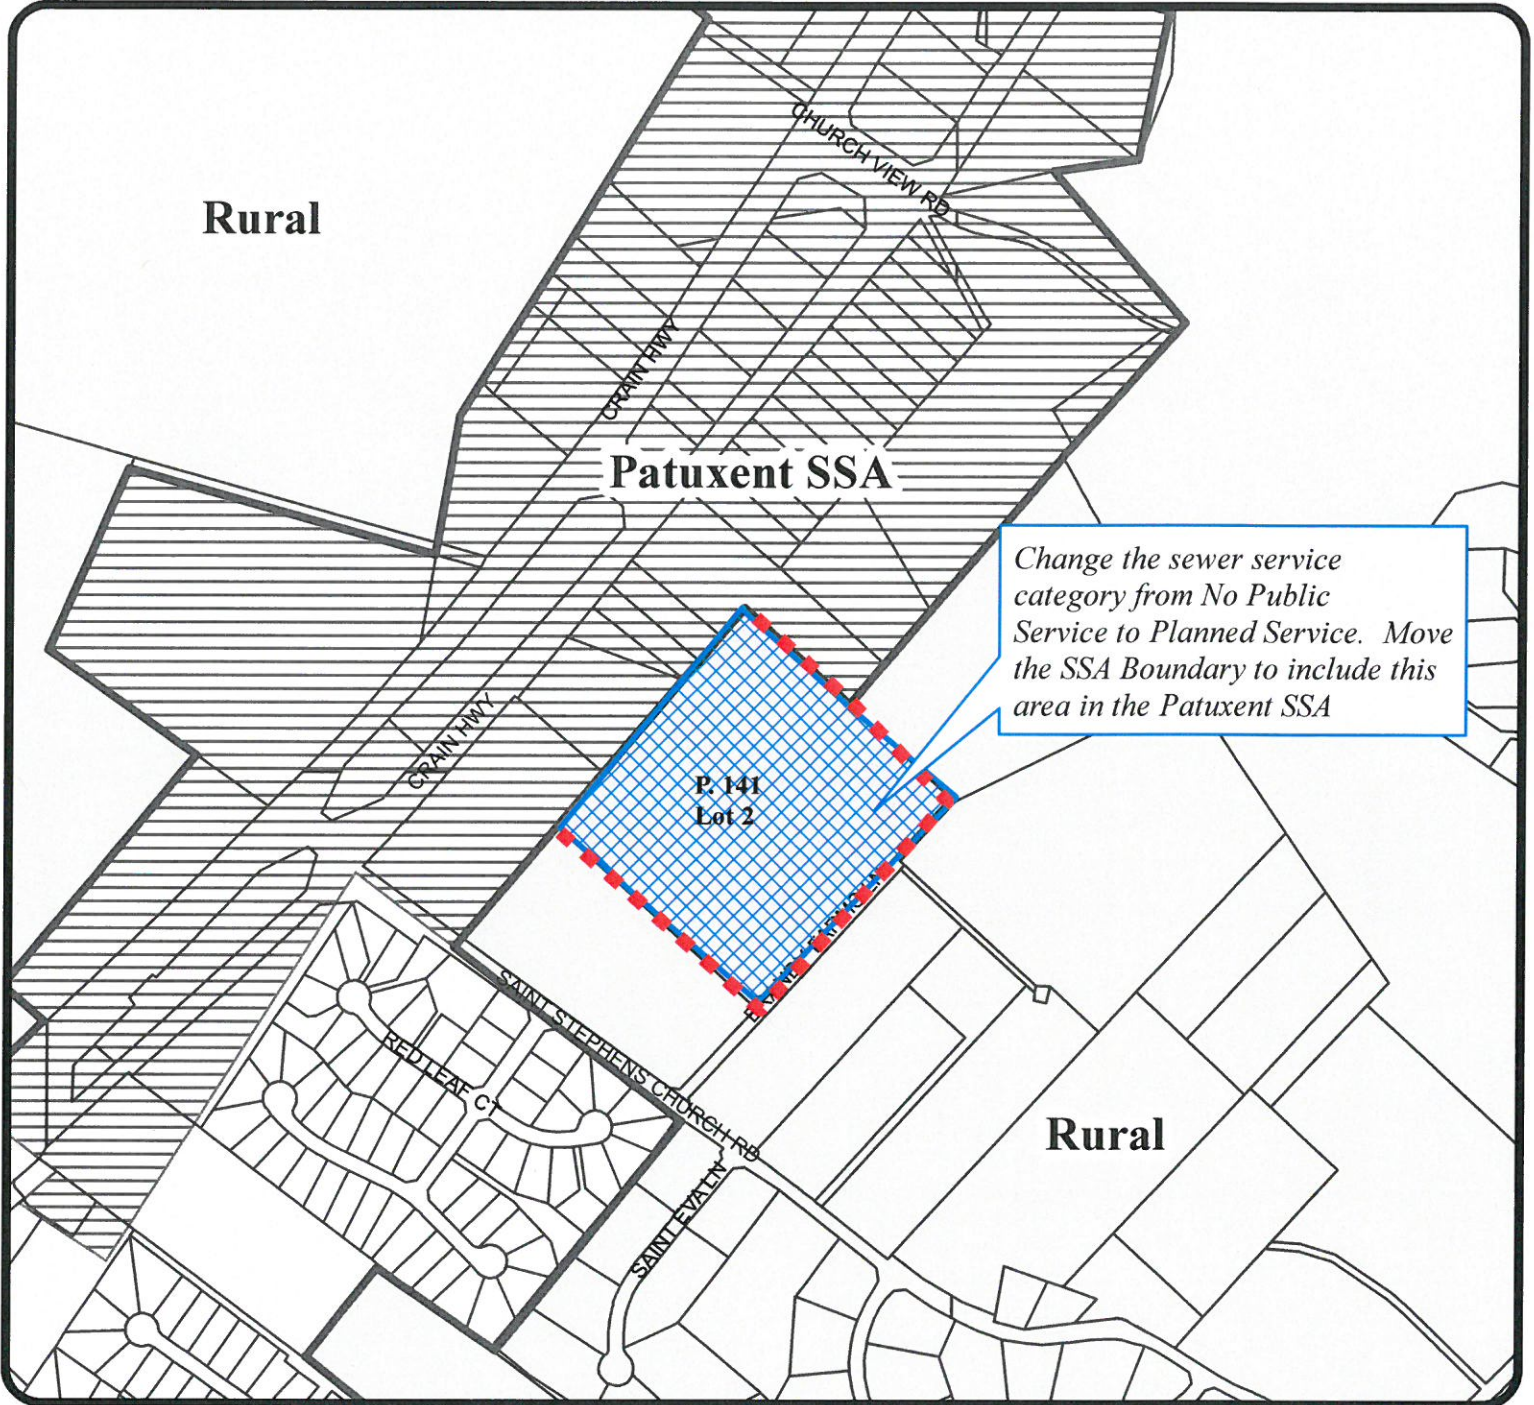 CHURCH VIEW RD
Rural
CRAIN HWY
Patuxent SSA
Change the sewer service
category from No Public
Service to Planned Service. Move
the SSA Boundary to include this
area in the Patuxent SSA
CRAIN HWY
P. 141
Lot 2
SAINT STEPHENS CHURCH RD
RED LEAF CT
Rural
SAINT EVA LN